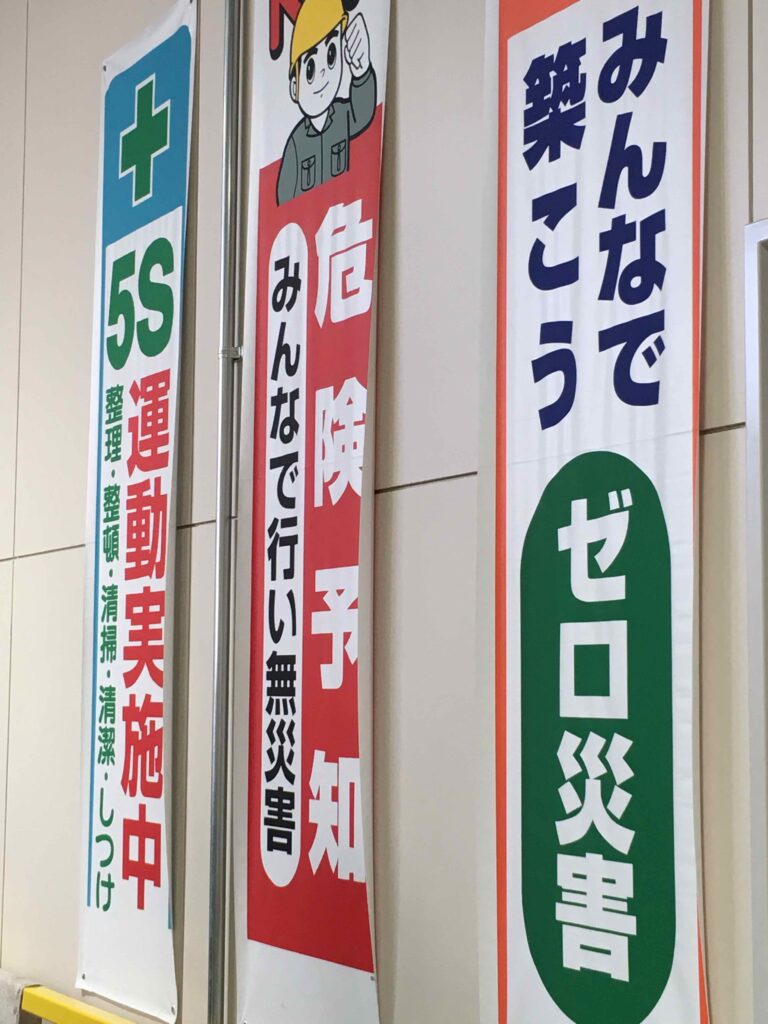 5S
運動実施中
整理・整頓・清掃・清潔・しつけ
危険予知
みんなで行い無災害
みんなで
築こう
ゼロ災害